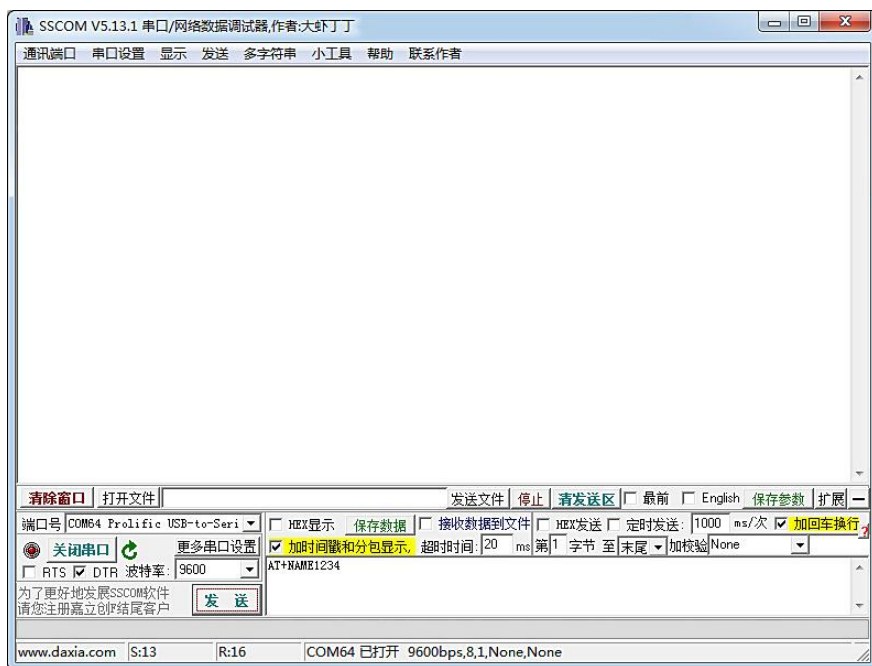 SSCOM V5.13.1 串口/网络数据调试器,作者:大虾丁丁
通讯端口 串口设置 显示 发送 多字符串 小工具 帮助 联系作者
清除窗口 打开文件 发送文件 停止 清发送区 最前 English 保存参数 扩展 —
端口号 COM64 Prolific USB-to-Seri HEX显示 保存数据 接收数据到文件 HEX发送 定时发送: 1000 ms/次 加回车换行
关闭串口 更多串口设置 加时间戳和分包显示, 超时时间: 20 ms 第1 字节 至 末尾 加校验 None ?
RTS DTR 波特率: 9600 AT+NAME1234
为了更好地发展SSCOM软件
请您注册嘉立创F结尾客户
发 送
www.daxia.com S:13 R:16 COM64 已打开 9600bps,8,1,None,None